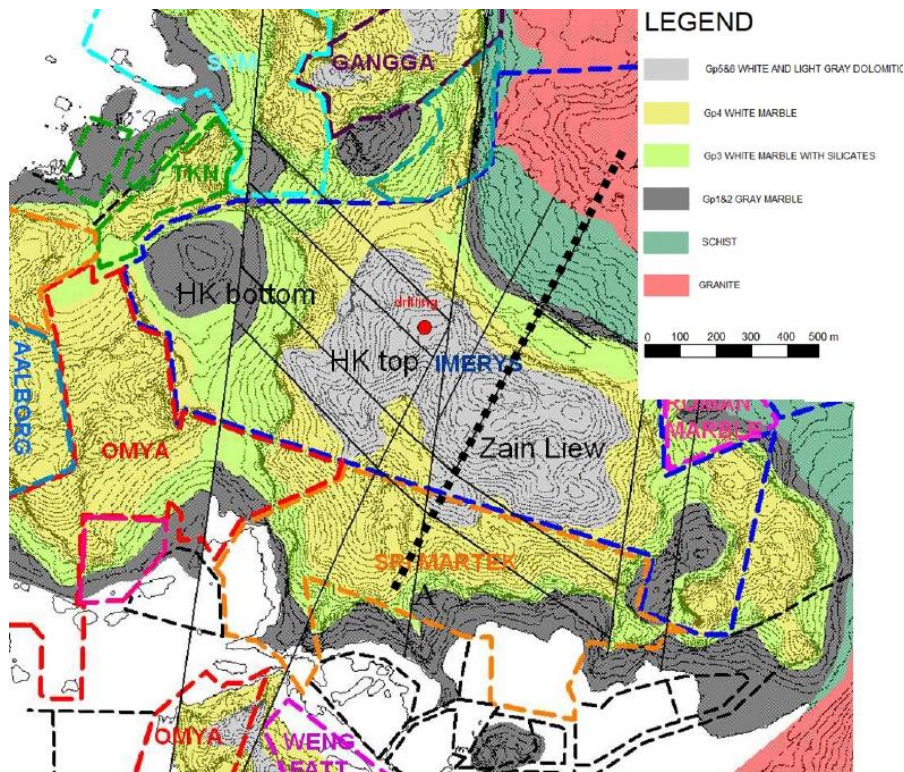 LEGEND
Gp5&6 WHITE AND LIGHT GRAY DOLOMITIC
Gp4 WHITE MARBLE
Gp3 WHITE MARBLE WITH SILICATES
Gp1&2 GRAY MARBLE
SCHIST
GRANITE
0 100 200 300 400 500 m
SYM
GANGGA
TKN
HK bottom
drilling
HK top
IMERYS
AALBORG
OMYA
Zain Liew
ROMAN
MARBLE
SRI MARTEK
A
OMYA
WENG
FATT